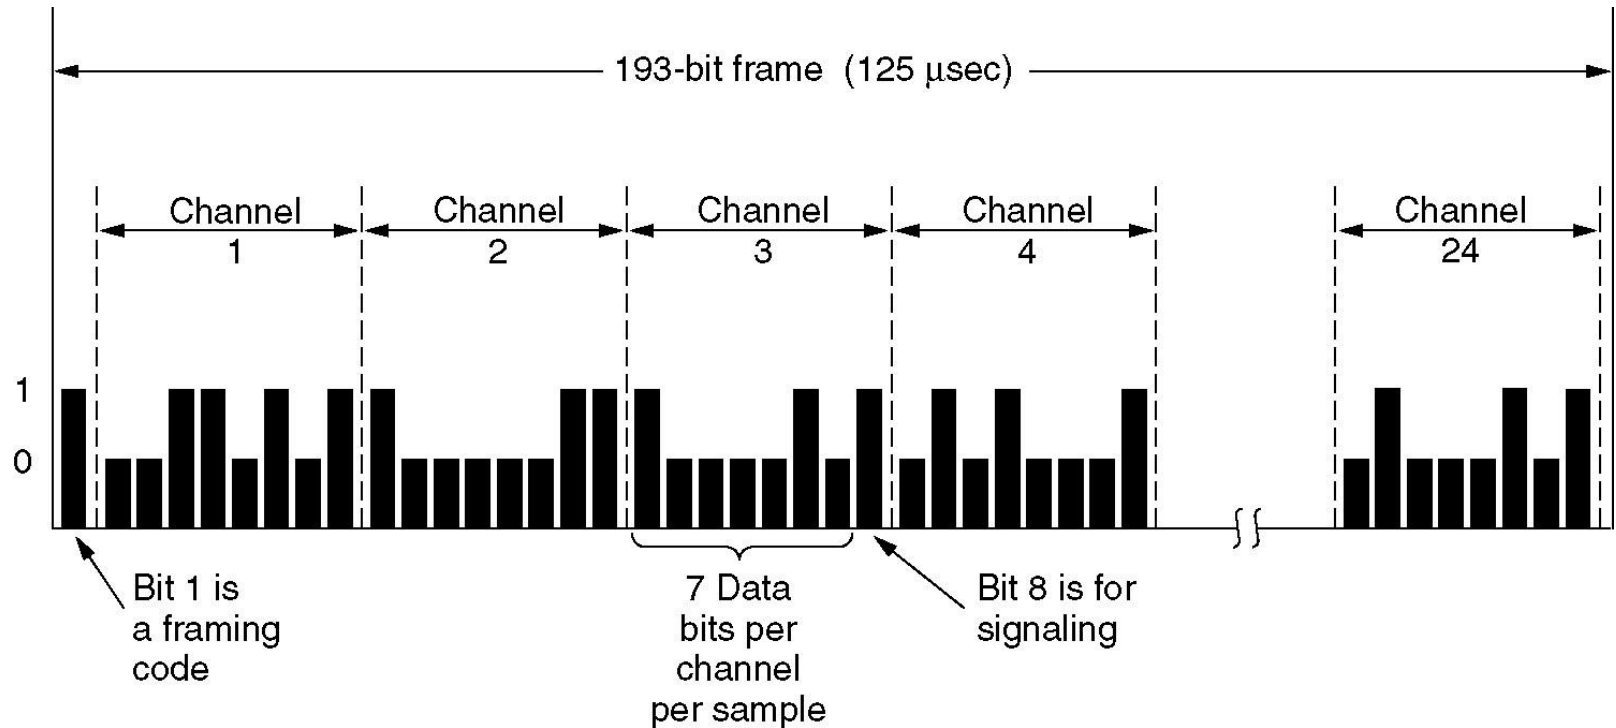 193-bit frame (125 μsec)
Channel
1
Channel
2
Channel
3
Channel
4
Channel
24
1
0
Bit 1 is
a framing
code
7 Data
bits per
channel
per sample
Bit 8 is for
signaling